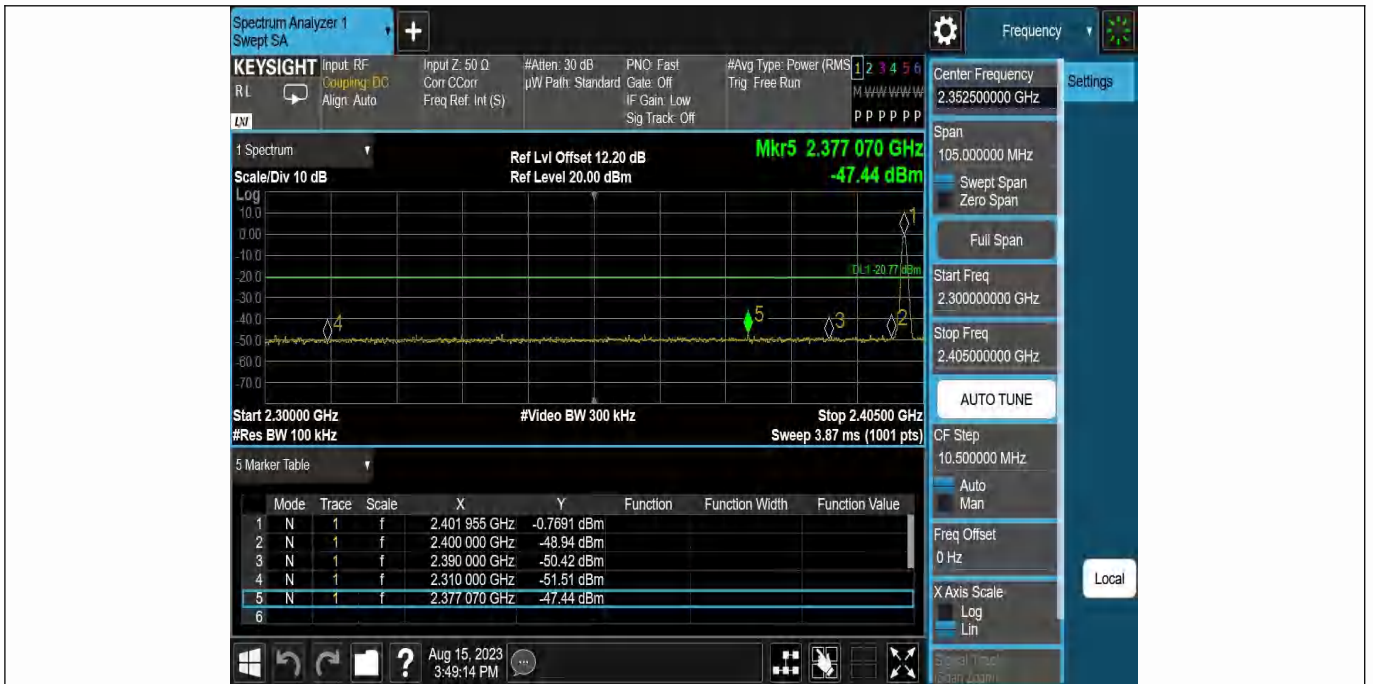 Spectrum Analyzer 1
Swept SA
+
Frequency
KEYSIGHT
R L
LXI
Input: RF
Coupling: DC
Align: Auto
Input Z: 50 Ω
Corr CCorr
Freq Ref: Int (S)
#Atten: 30 dB
µW Path: Standard
PNO: Fast
Gate: Off
IF Gain: Low
Sig Track: Off
#Avg Type: Power (RMS
Trig: Free Run
1 2 3 4 5 6
M W W W W W
P P P P P P
1 Spectrum
Scale/Div 10 dB
Ref Lvl Offset 12.20 dB
Ref Level 20.00 dBm
Mkr5 2.377 070 GHz
-47.44 dBm
Log
10.0
0.00
-10.0
-20.0
-30.0
-40.0
-50.0
-60.0
-70.0
DL1 -20.77 dBm
1
2
3
4
5
Start 2.30000 GHz
#Video BW 300 kHz
Stop 2.40500 GHz
#Res BW 100 kHz
Sweep 3.87 ms (1001 pts)
5 Marker Table
Mode Trace Scale X Y Function Function Width Function Value
1 N 1 f 2.401 955 GHz -0.7691 dBm
2 N 1 f 2.400 000 GHz -48.94 dBm
3 N 1 f 2.390 000 GHz -50.42 dBm
4 N 1 f 2.310 000 GHz -51.51 dBm
5 N 1 f 2.377 070 GHz -47.44 dBm
6
?
Aug 15, 2023
3:49:14 PM
Center Frequency
2.352500000 GHz
Settings
Span
105.000000 MHz
Swept Span
Zero Span
Full Span
Start Freq
2.300000000 GHz
Stop Freq
2.405000000 GHz
AUTO TUNE
CF Step
10.500000 MHz
Auto
Man
Freq Offset
0 Hz
X Axis Scale
Log
Lin
Local
Signal Track
(Span Zoom)